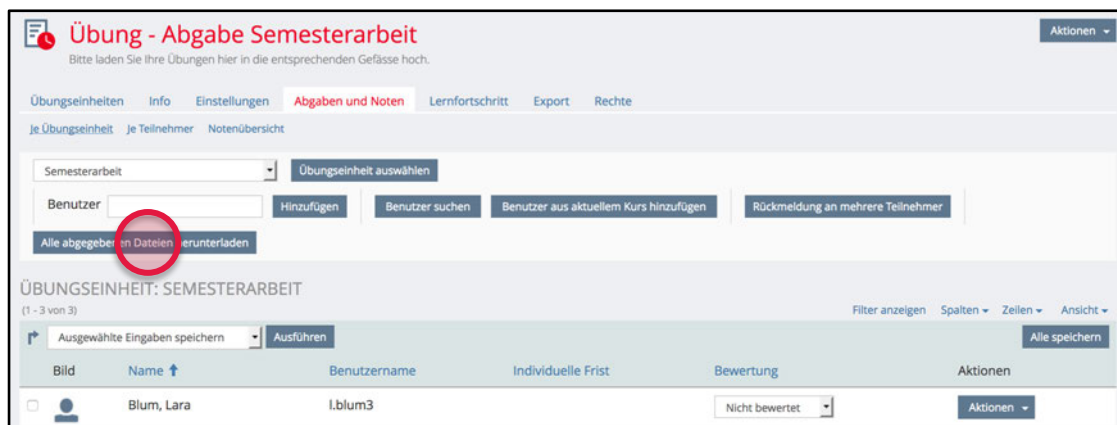 Übung - Abgabe Semesterarbeit
Aktionen
Bitte laden Sie Ihre Übungen hier in die entsprechenden Gefässe hoch.
Übungseinheiten Info Einstellungen Abgaben und Noten Lernfortschritt Export Rechte
Je Übungseinheit Je Teilnehmer Notenübersicht
Semesterarbeit Übungseinheit auswählen
Benutzer Hinzufügen Benutzer suchen Benutzer aus aktuellem Kurs hinzufügen Rückmeldung an mehrere Teilnehmer
Alle abgegebenen Dateien herunterladen
ÜBUNGSEINHEIT: SEMESTERARBEIT
(1 - 3 von 3) Filter anzeigen Spalten Zeilen Ansicht
Ausgewählte Eingaben speichern Ausführen Alle speichern
Bild Name Benutzername Individuelle Frist Bewertung Aktionen
Blum, Lara l.blum3 Nicht bewertet Aktionen